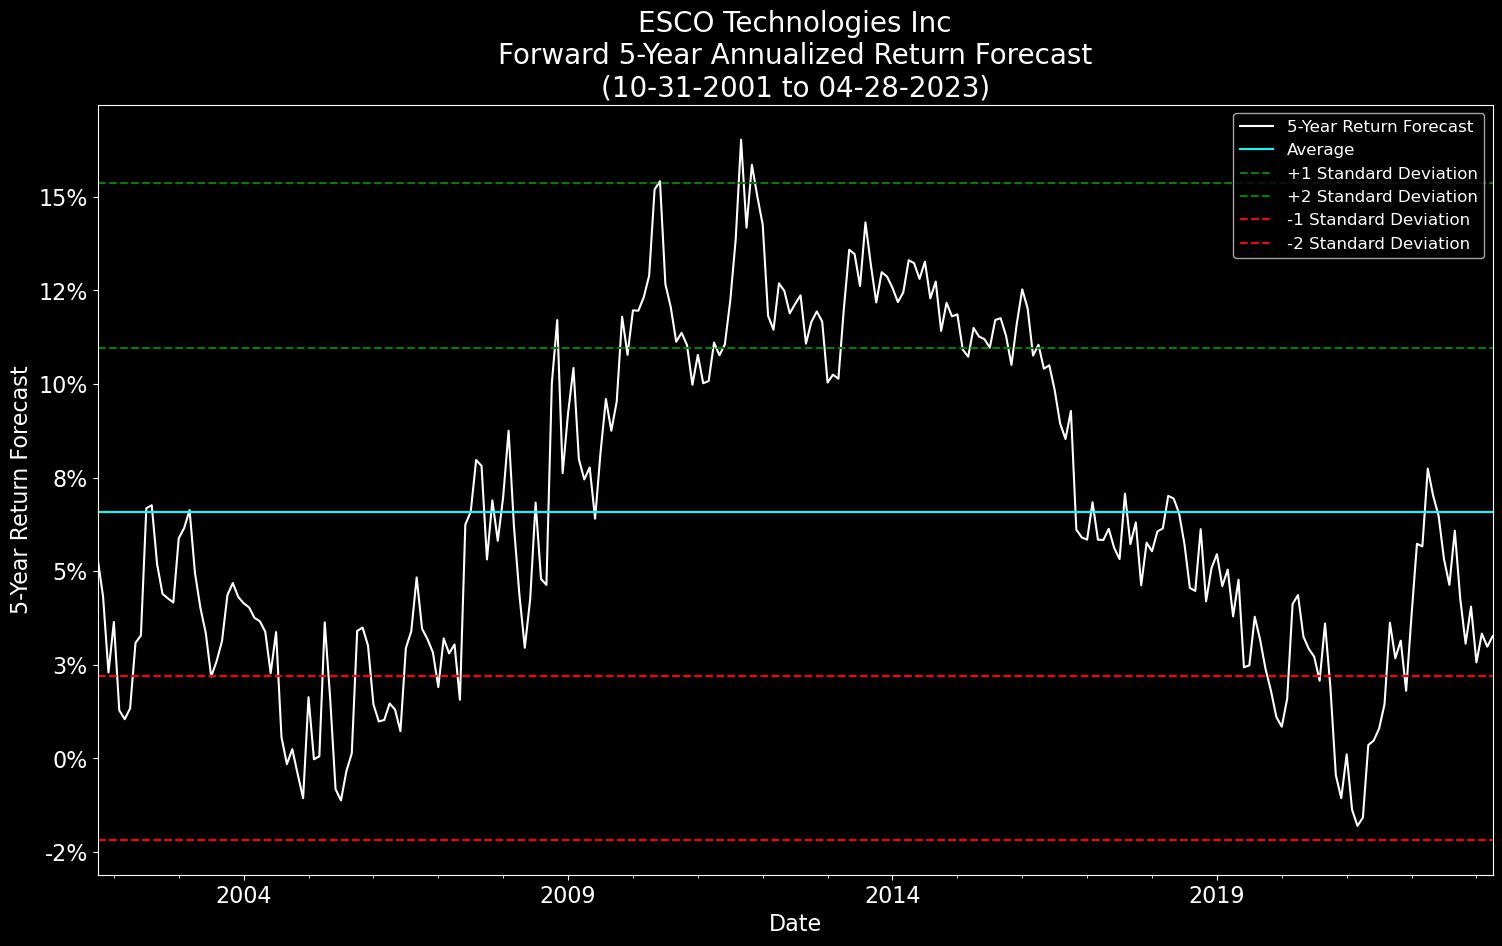 ESCO Technologies Inc
Forward 5-Year Annualized Return Forecast
(10-31-2001 to 04-28-2023)
5-Year Return Forecast
Average
+1 Standard Deviation
+2 Standard Deviation
-1 Standard Deviation
-2 Standard Deviation
15%
12%
10%
8%
5%
3%
0%
-2%
5-Year Return Forecast
2004
2009
2014
2019
Date